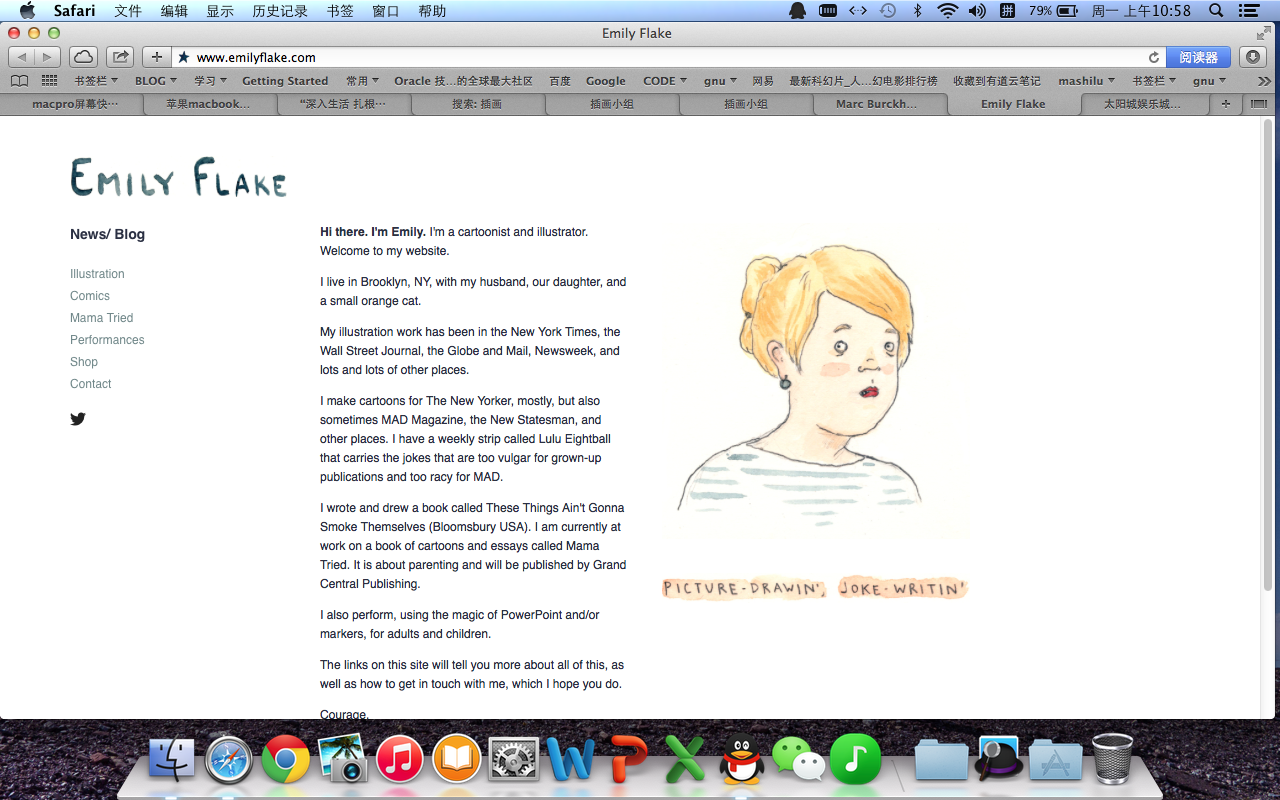 Safari 文件 编辑 显示 历史记录 书签 窗口 帮助 拼 79% 周一 上午10:58
Emily Flake
www.emilyflake.com 阅读器
书签栏 BLOG 学习 Getting Started 常用 Oracle 技...的全球最大社区 百度 Google CODE gnu 网易 最新科幻片_人...幻电影排行榜 收藏到有道云笔记 mashilu 书签栏 gnu
macpro屏幕快… 苹果macbook... “深入生活 扎根… 搜索: 插画 插画小组 插画小组 Marc Burckh... Emily Flake 太阳城娱乐城...
EMILY FLAKE
News/ Blog
Illustration
Comics
Mama Tried
Performances
Shop
Contact
Hi there. I'm Emily. I'm a cartoonist and illustrator.
Welcome to my website.
I live in Brooklyn, NY, with my husband, our daughter, and
a small orange cat.
My illustration work has been in the New York Times, the
Wall Street Journal, the Globe and Mail, Newsweek, and
lots and lots of other places.
I make cartoons for The New Yorker, mostly, but also
sometimes MAD Magazine, the New Statesman, and
other places. I have a weekly strip called Lulu Eightball
that carries the jokes that are too vulgar for grown-up
publications and too racy for MAD.
I wrote and drew a book called These Things Ain't Gonna
Smoke Themselves (Bloomsbury USA). I am currently at
work on a book of cartoons and essays called Mama
Tried. It is about parenting and will be published by Grand
Central Publishing.
I also perform, using the magic of PowerPoint and/or
markers, for adults and children.
The links on this site will tell you more about all of this, as
well as how to get in touch with me, which I hope you do.
Courage,
PICTURE-DRAWIN', JOKE-WRITIN'